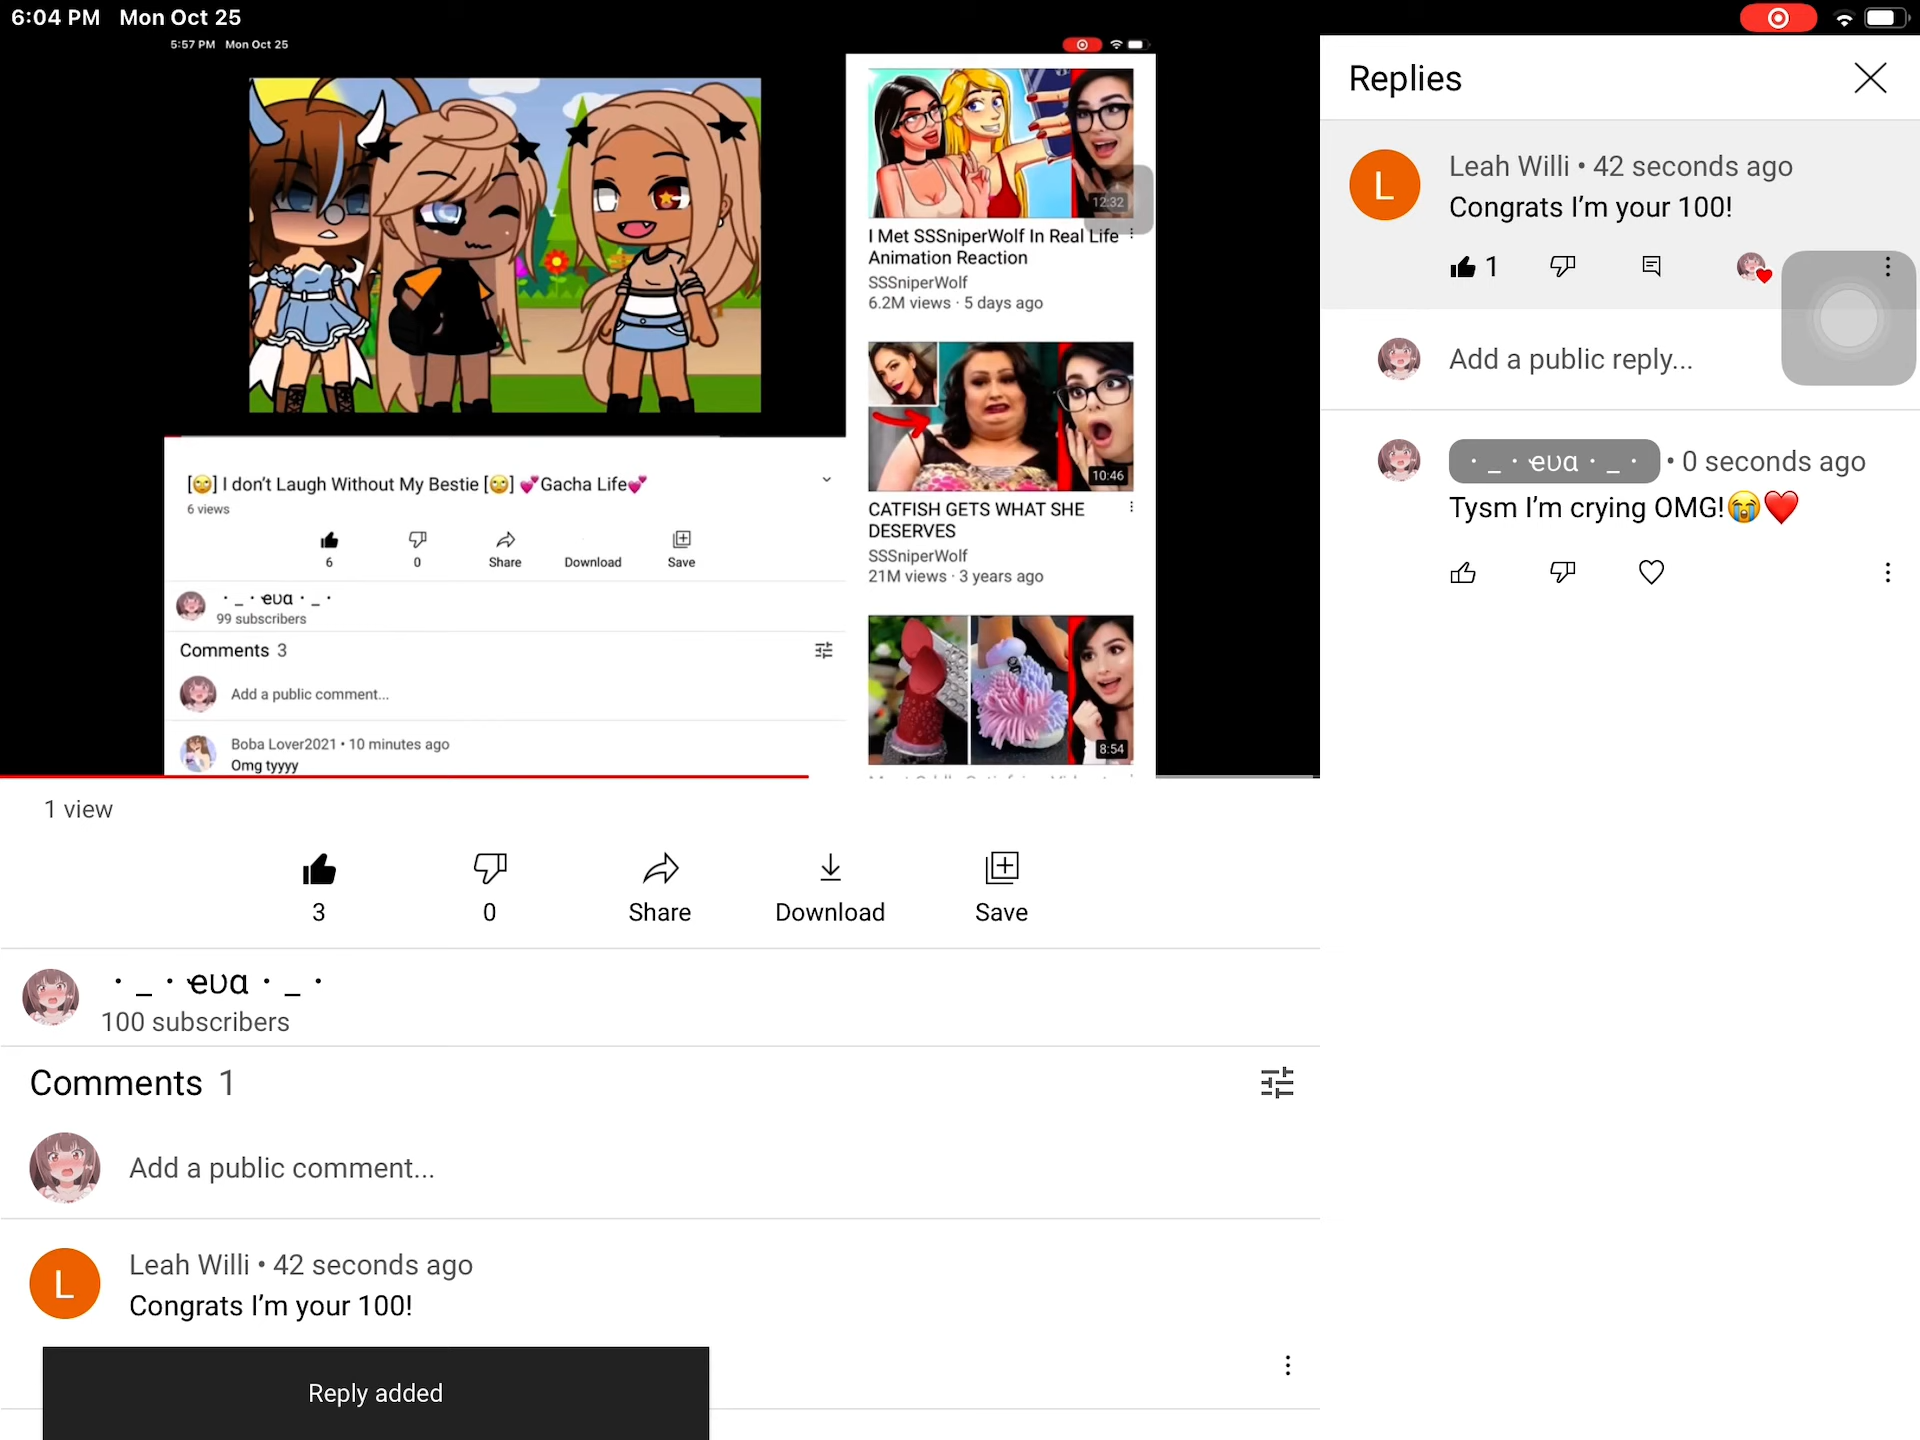 6:04 PM Mon Oct 25
5:57 PM Mon Oct 25
12:32
I Met SSSniperWolf In Real Life
Animation Reaction
SSSniperWolf
6.2M views · 5 days ago
10:46
CATFISH GETS WHAT SHE
DESERVES
SSSniperWolf
21M views · 3 years ago
8:54
[🙄] I don't Laugh Without My Bestie [🙄] 💕Gacha Life💕
6 views
6 0 Share Download Save
・_・ҽʋα・_・
99 subscribers
Comments 3
Add a public comment...
Boba Lover2021 • 10 minutes ago
Omg tyyyy
1 view
3 0 Share Download Save
・_・ҽʋα・_・
100 subscribers
Comments 1
Add a public comment...
L
Leah Willi • 42 seconds ago
Congrats I'm your 100!
Reply added
Replies
L
Leah Willi • 42 seconds ago
Congrats I'm your 100!
1
Add a public reply...
・_・ҽʋα・_・ • 0 seconds ago
Tysm I'm crying OMG!😭❤️